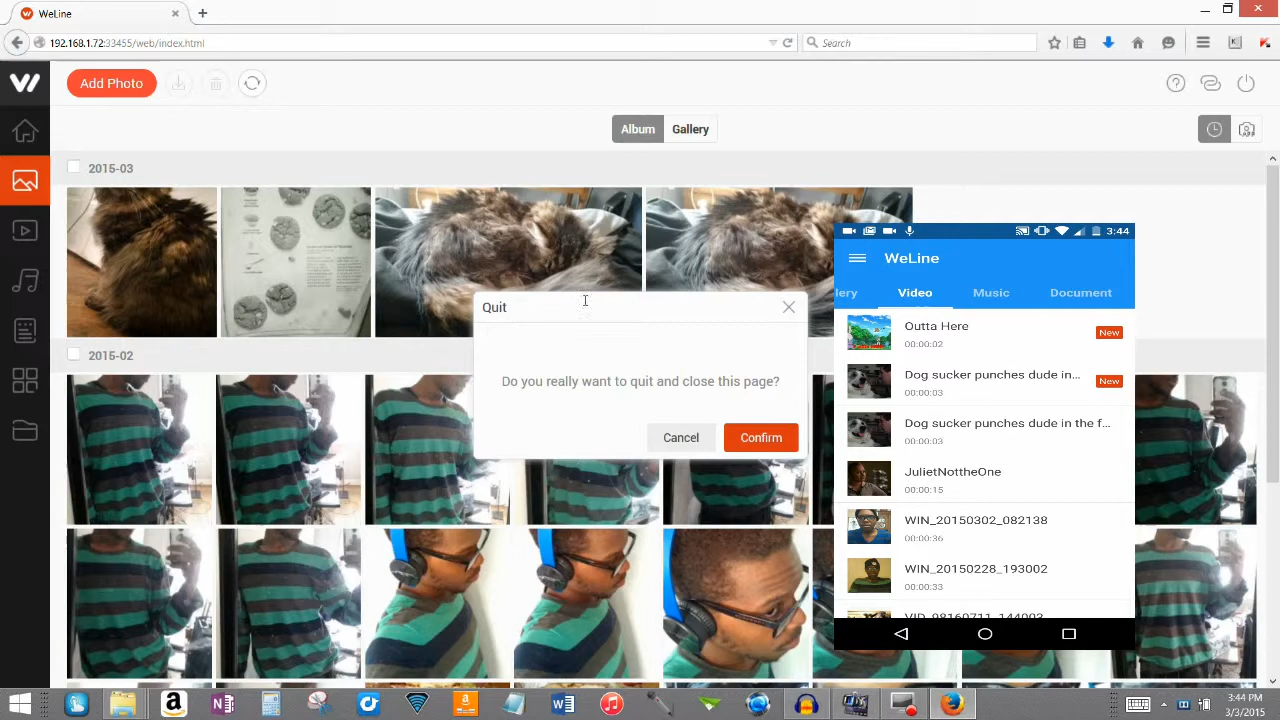 WeLine
192.168.1.72:33455/web/index.html
Search
Add Photo
Album Gallery
2015-03
2015-02
Quit
Do you really want to quit and close this page?
Cancel Confirm
3:44
WeLine
lery Video Music Document
Outta Here
00:00:02
New
Dog sucker punches dude in...
00:00:03
New
Dog sucker punches dude in the f...
00:00:03
JulietNottheOne
00:00:15
WIN_20150302_082138
00:00:36
WIN_20150228_193002
00:00:33
VID_98160711_144003
3:44 PM
3/3/2015